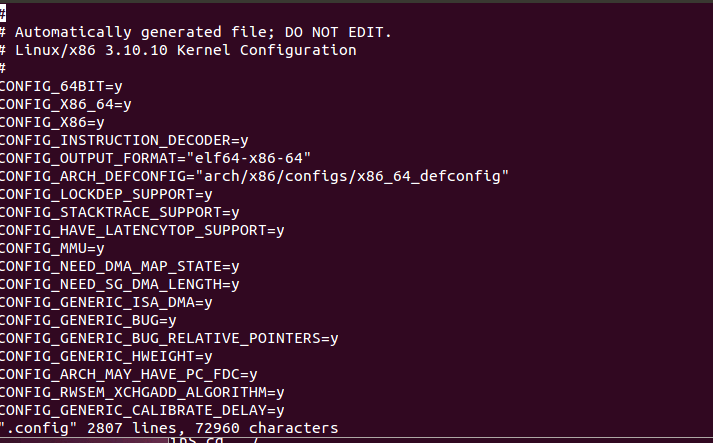 #
# Automatically generated file; DO NOT EDIT.
# Linux/x86 3.10.10 Kernel Configuration
#
CONFIG_64BIT=y
CONFIG_X86_64=y
CONFIG_X86=y
CONFIG_INSTRUCTION_DECODER=y
CONFIG_OUTPUT_FORMAT="elf64-x86-64"
CONFIG_ARCH_DEFCONFIG="arch/x86/configs/x86_64_defconfig"
CONFIG_LOCKDEP_SUPPORT=y
CONFIG_STACKTRACE_SUPPORT=y
CONFIG_HAVE_LATENCYTOP_SUPPORT=y
CONFIG_MMU=y
CONFIG_NEED_DMA_MAP_STATE=y
CONFIG_NEED_SG_DMA_LENGTH=y
CONFIG_GENERIC_ISA_DMA=y
CONFIG_GENERIC_BUG=y
CONFIG_GENERIC_BUG_RELATIVE_POINTERS=y
CONFIG_GENERIC_HWEIGHT=y
CONFIG_ARCH_MAY_HAVE_PC_FDC=y
CONFIG_RWSEM_XCHGADD_ALGORITHM=y
CONFIG_GENERIC_CALIBRATE_DELAY=y
".config" 2807 lines, 72960 characters